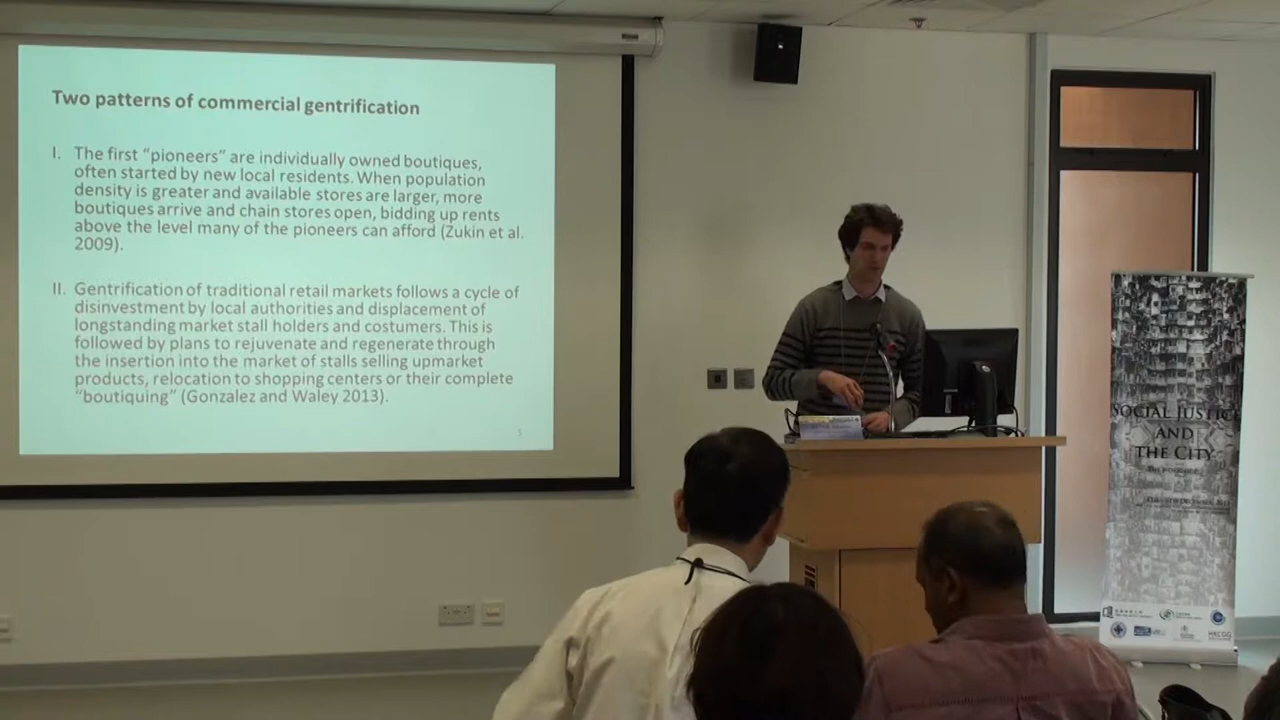 Two patterns of commercial gentrification
I. The first “pioneers” are individually owned boutiques,
often started by new local residents. When population
density is greater and available stores are larger, more
boutiques arrive and chain stores open, bidding up rents
above the level many of the pioneers can afford (Zukin et al.
2009).
II. Gentrification of traditional retail markets follows a cycle of
disinvestment by local authorities and displacement of
longstanding market stall holders and costumers. This is
followed by plans to rejuvenate and regenerate through
the insertion into the market of stalls selling upmarket
products, relocation to shopping centers or their complete
“boutiquing” (Gonzalez and Waley 2013).
5
SOCIAL JUSTICE
AND
THE CITY
HKCGG